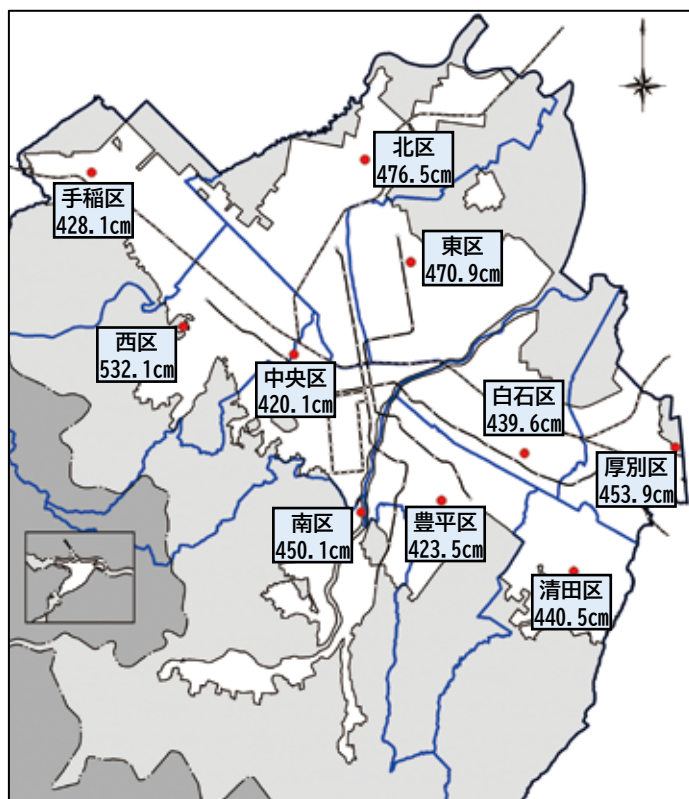 北区
476.5cm
手稲区
428.1cm
東区
470.9cm
西区
532.1cm
中央区
420.1cm
白石区
439.6cm
厚別区
453.9cm
南区
450.1cm
豊平区
423.5cm
清田区
440.5cm